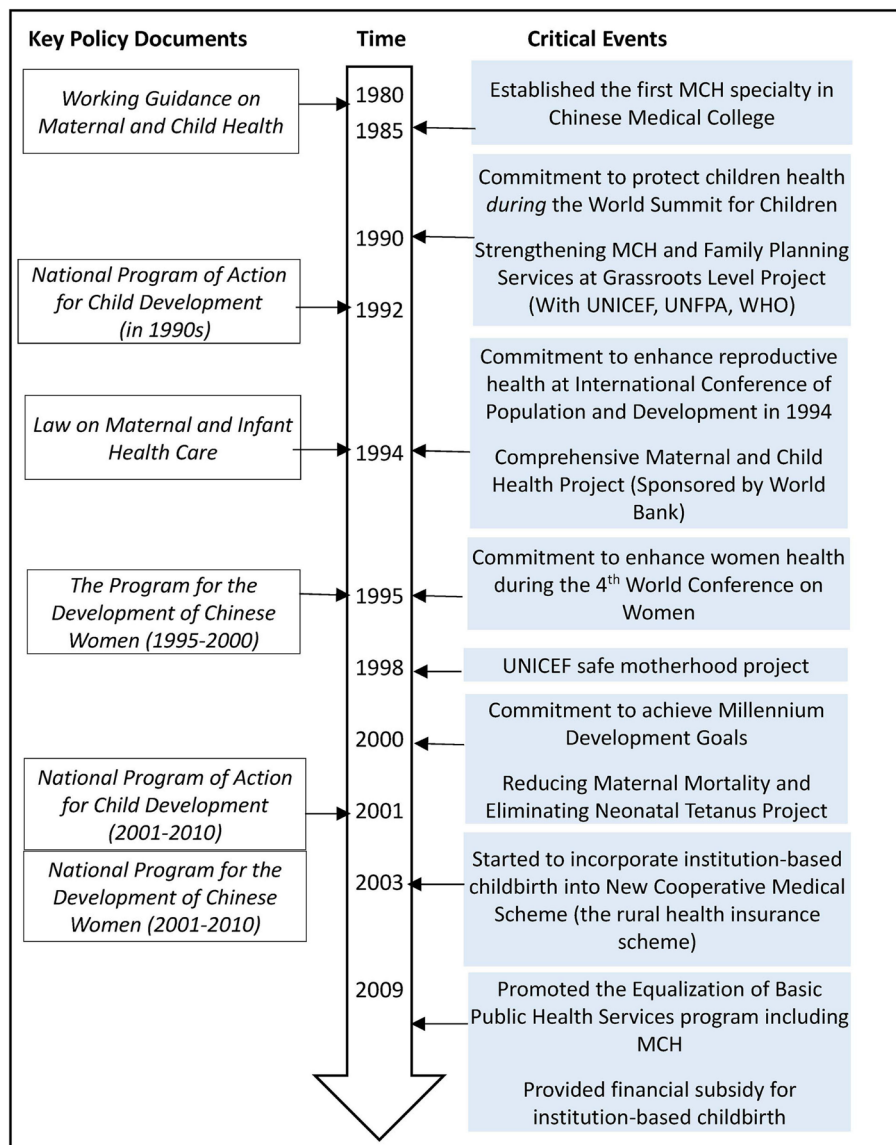 Key Policy Documents
Time
Critical Events
Working Guidance on
Maternal and Child Health
1980
1985
Established the first MCH specialty in
Chinese Medical College
Commitment to protect children health
during the World Summit for Children
1990
Strengthening MCH and Family Planning
Services at Grassroots Level Project
(With UNICEF, UNFPA, WHO)
National Program of Action
for Child Development
(in 1990s)
1992
Commitment to enhance reproductive
health at International Conference of
Population and Development in 1994
Law on Maternal and Infant
Health Care
1994
Comprehensive Maternal and Child
Health Project (Sponsored by World
Bank)
The Program for the
Development of Chinese
Women (1995-2000)
1995
Commitment to enhance women health
during the 4th World Conference on
Women
1998
UNICEF safe motherhood project
2000
Commitment to achieve Millennium
Development Goals
Reducing Maternal Mortality and
Eliminating Neonatal Tetanus Project
National Program of Action
for Child Development
(2001-2010)
2001
National Program for the
Development of Chinese
Women (2001-2010)
2003
Started to incorporate institution-based
childbirth into New Cooperative Medical
Scheme (the rural health insurance
scheme)
2009
Promoted the Equalization of Basic
Public Health Services program including
MCH
Provided financial subsidy for
institution-based childbirth